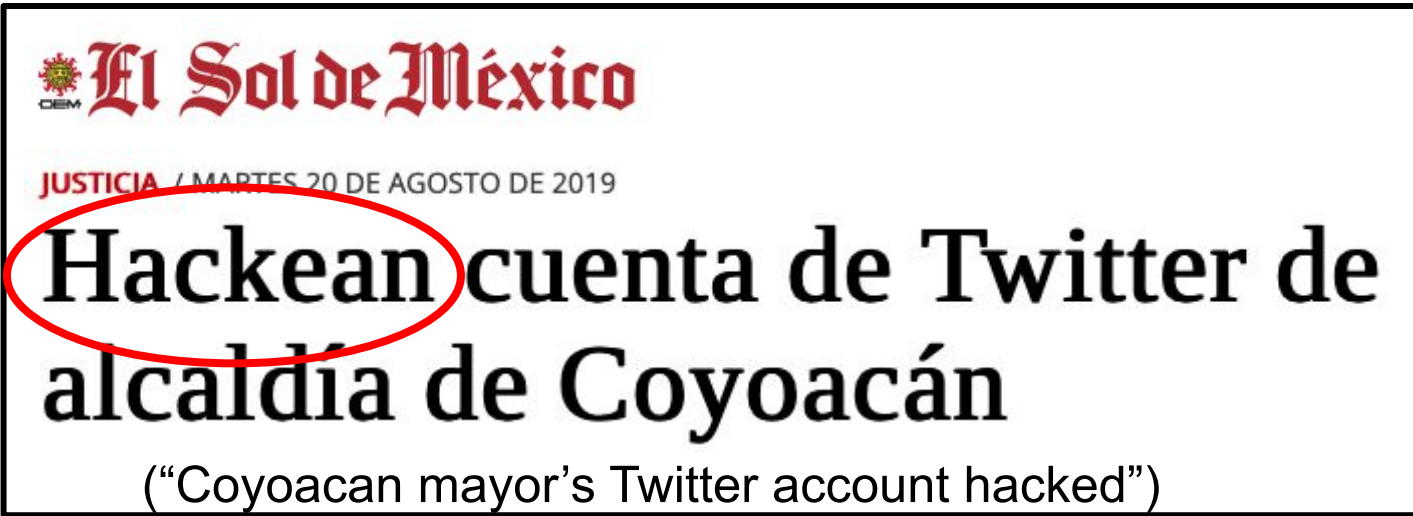 OEM
El Sol de México
JUSTICIA / MARTES 20 DE AGOSTO DE 2019
Hackean cuenta de Twitter de
alcaldía de Coyoacán
(“Coyoacan mayor’s Twitter account hacked”)